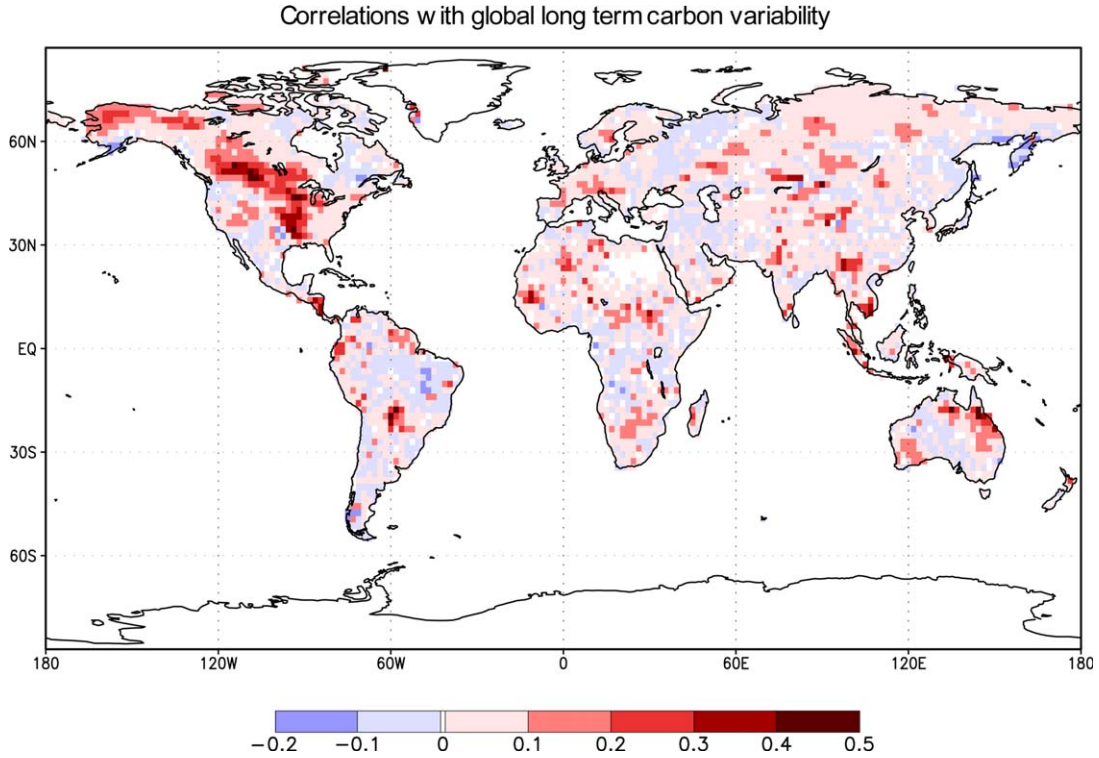 Correlations with global long term carbon variability
60N
30N
EQ
30S
60S
180 120W 60W 0 60E 120E 180
-0.2 -0.1 0 0.1 0.2 0.3 0.4 0.5